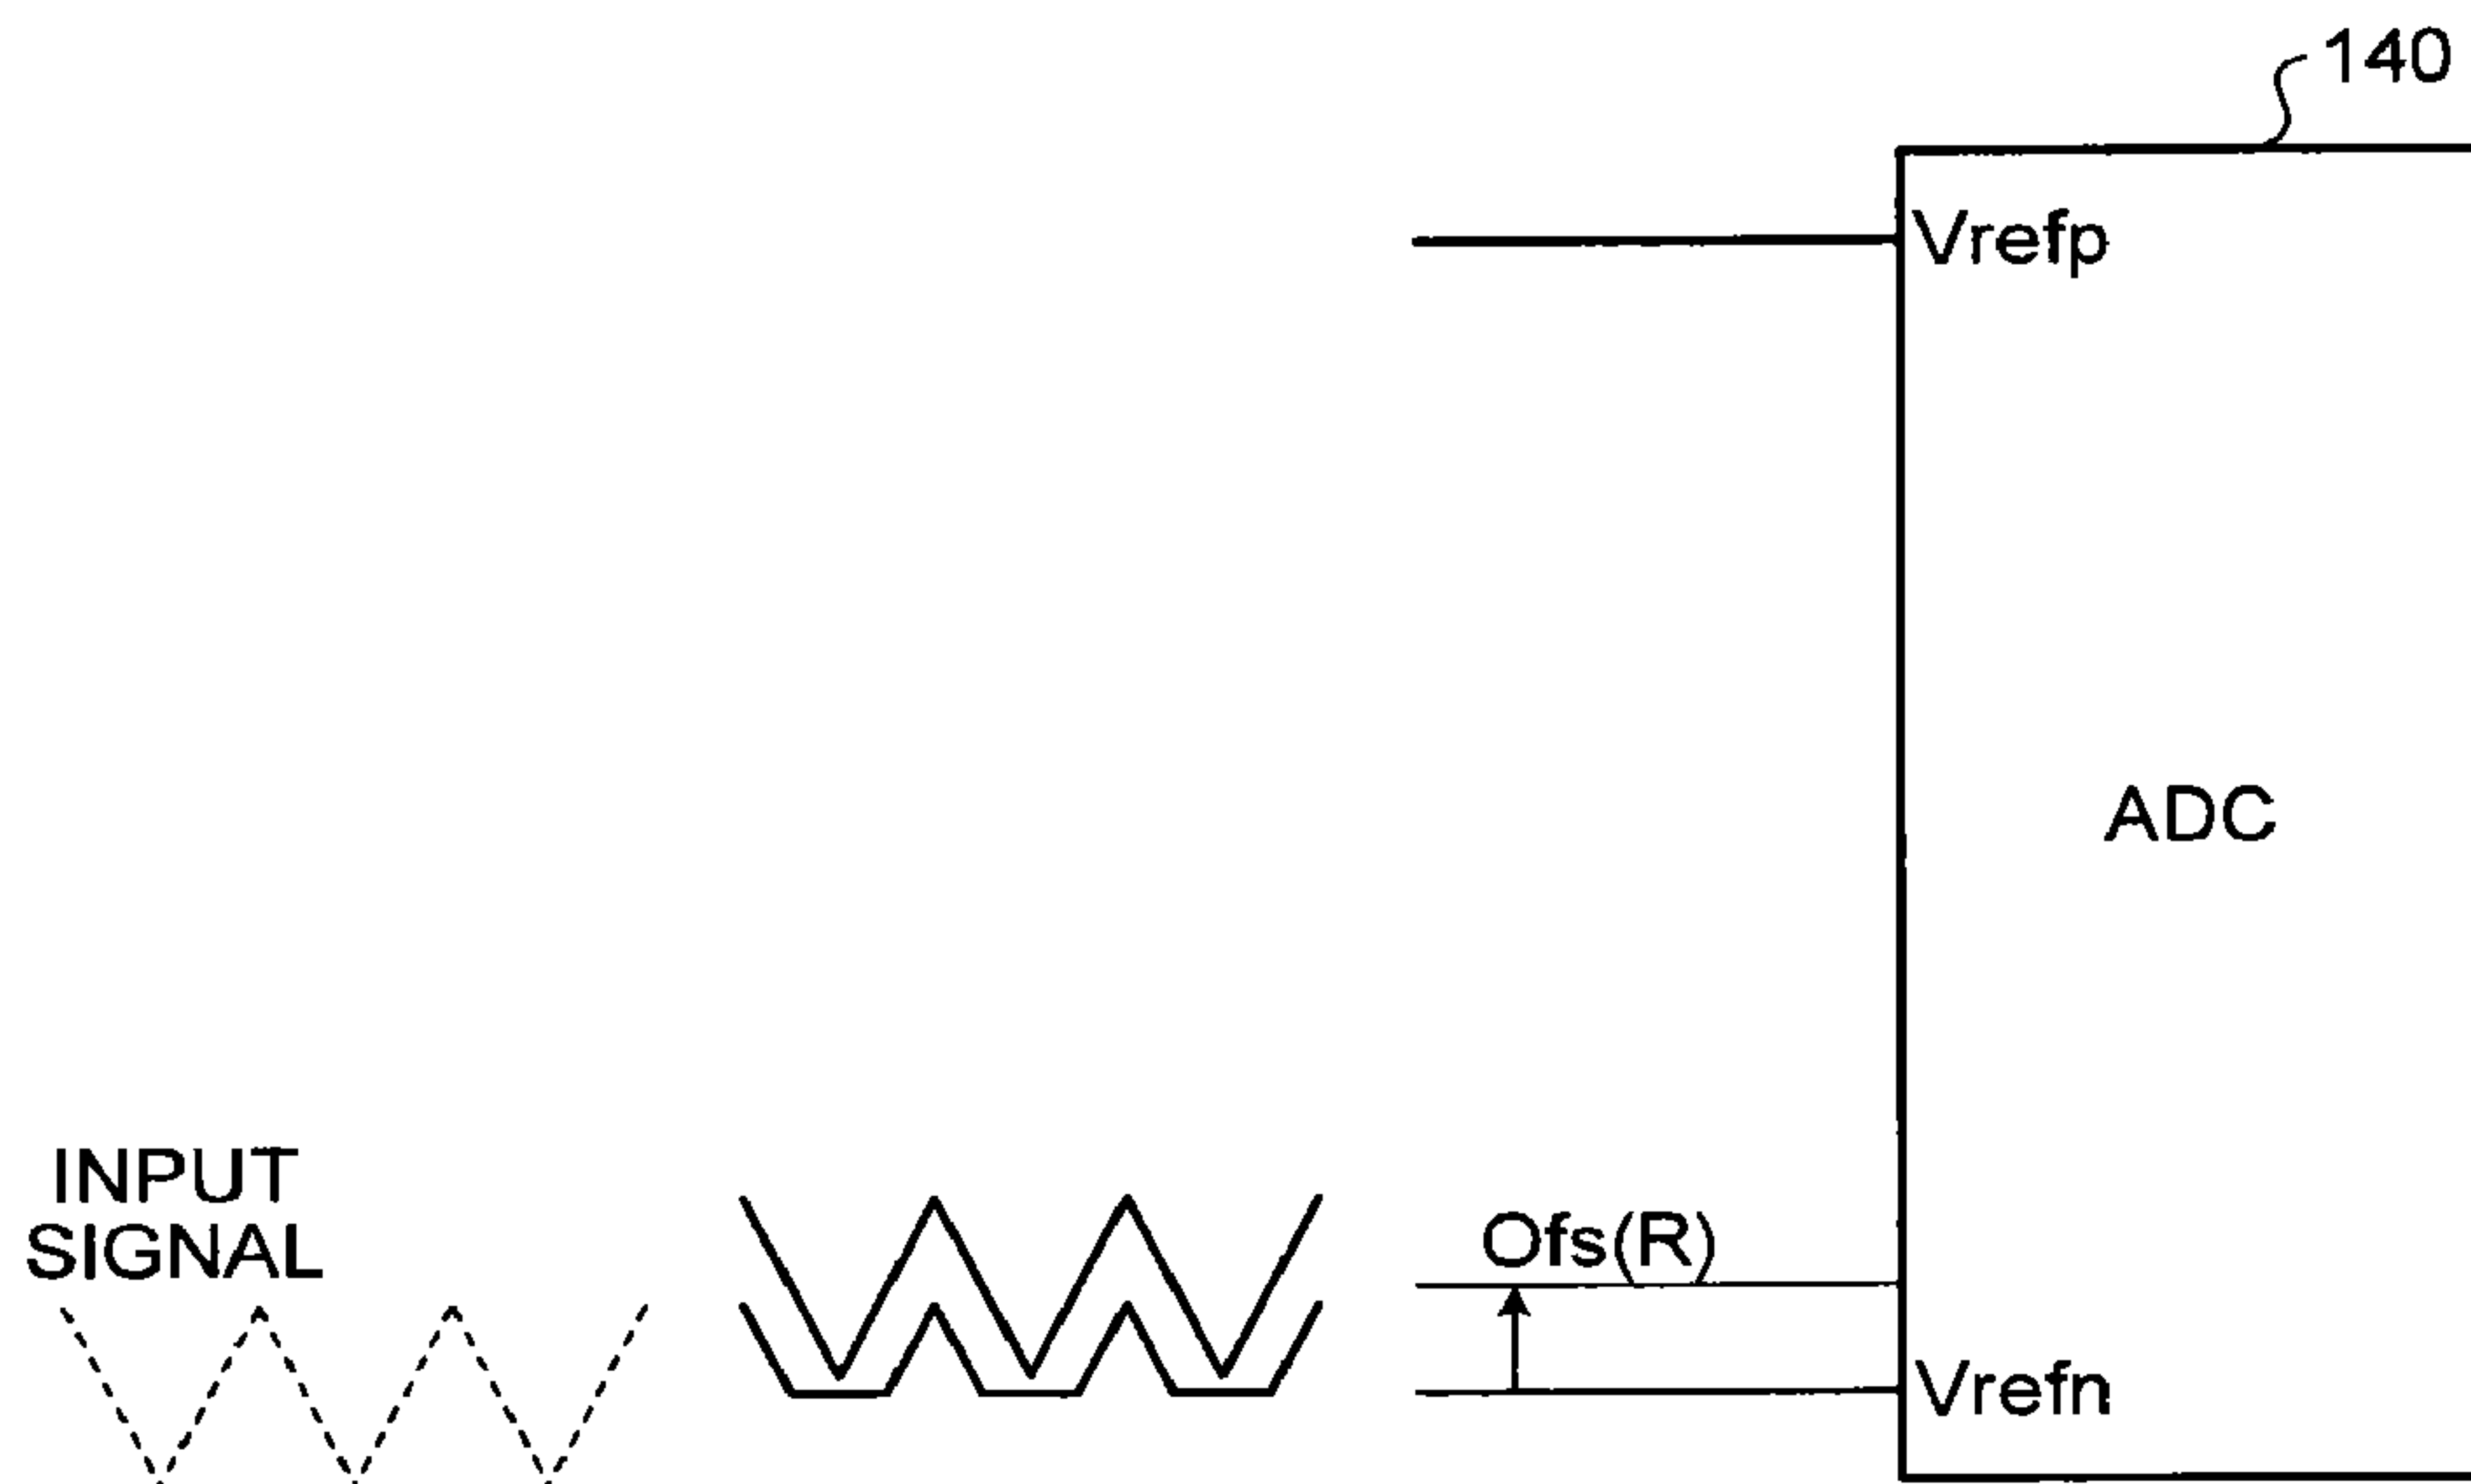 140
Vrefp
ADC
INPUT
SIGNAL
Ofs(R)
Vrefn